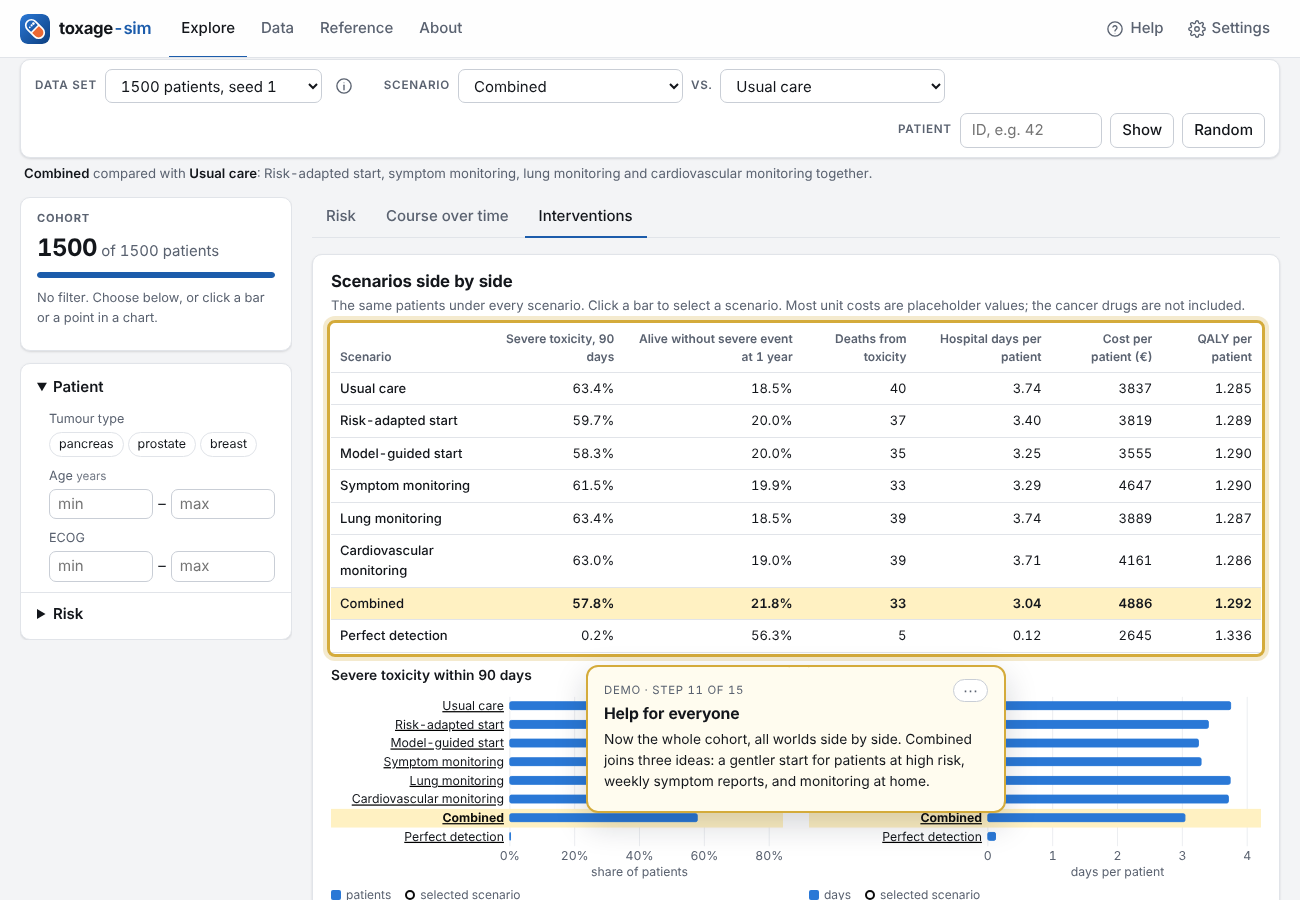 toxage-sim Explore Data Reference About Help Settings
DATA SET 1500 patients, seed 1 SCENARIO Combined VS. Usual care
PATIENT ID, e.g. 42 Show Random
Combined compared with Usual care: Risk-adapted start, symptom monitoring, lung monitoring and cardiovascular monitoring together.
COHORT
1500 of 1500 patients
No filter. Choose below, or click a bar
or a point in a chart.
Patient
Tumour type
pancreas prostate breast
Age years
min – max
ECOG
min – max
Risk
Risk Course over time Interventions
Scenarios side by side
The same patients under every scenario. Click a bar to select a scenario. Most unit costs are placeholder values; the cancer drugs are not included.
Severe toxicity, 90 Alive without severe event Deaths from Hospital days per Cost per QALY per
Scenario days at 1 year toxicity patient patient (€) patient
Usual care 63.4% 18.5% 40 3.74 3837 1.285
Risk-adapted start 59.7% 20.0% 37 3.40 3819 1.289
Model-guided start 58.3% 20.0% 35 3.25 3555 1.290
Symptom monitoring 61.5% 19.9% 33 3.29 4647 1.290
Lung monitoring 63.4% 18.5% 39 3.74 3889 1.287
Cardiovascular
monitoring 63.0% 19.0% 39 3.71 4161 1.286
Combined 57.8% 21.8% 33 3.04 4886 1.292
Perfect detection 0.2% 56.3% 5 0.12 2645 1.336
Severe toxicity within 90 days
Usual care
Risk-adapted start
Model-guided start
Symptom monitoring
Lung monitoring
Cardiovascular monitoring
Combined
Perfect detection
0% 20% 40% 60% 80%
share of patients
patients selected scenario
DEMO · STEP 11 OF 15 ...
Help for everyone
Now the whole cohort, all worlds side by side. Combined
joins three ideas: a gentler start for patients at high risk,
weekly symptom reports, and monitoring at home.
Combined
Perfect detection
0 1 2 3 4
days per patient
days selected scenario